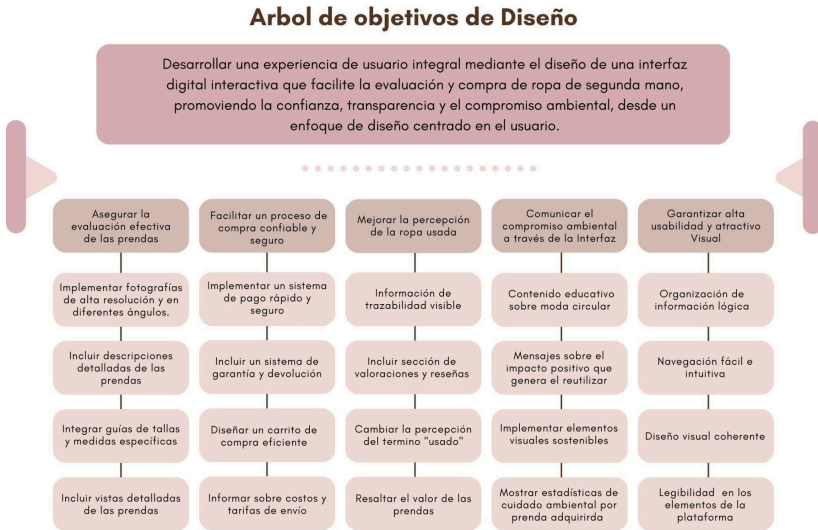 Arbol de objetivos de Diseño
Desarrollar una experiencia de usuario integral mediante el diseño de una interfaz
digital interactiva que facilite la evaluación y compra de ropa de segunda mano,
promoviendo la confianza, transparencia y el compromiso ambiental, desde un
enfoque de diseño centrado en el usuario.
Asegurar la
evaluación efectiva
de las prendas
Implementar fotografías
de alta resolución y en
diferentes ángulos.
Incluir descripciones
detalladas de las
prendas
Integrar guías de tallas
y medidas específicas
Incluir vistas detalladas
de las prendas
Facilitar un proceso de
compra confiable y
seguro
Implementar un sistema
de pago rápido y
seguro
Incluir un sistema de
garantía y devolución
Diseñar un carrito de
compra eficiente
Informar sobre costos y
tarifas de envío
Mejorar la percepción
de la ropa usada
Información de
trazabilidad visible
Incluir sección de
valoraciones y reseñas
Cambiar la percepción
del termino "usado"
Resaltar el valor de las
prendas
Comunicar el
compromiso ambiental
a través de la Interfaz
Contenido educativo
sobre moda circular
Mensajes sobre el
impacto positivo que
genera el reutilizar
Implementar elementos
visuales sostenibles
Mostrar estadísticas de
cuidado ambiental por
prenda adquirirda
Garantizar alta
usabilidad y atractivo
Visual
Organización de
información lógica
Navegación fácil e
intuitiva
Diseño visual coherente
Legibilidad en los
elementos de la
plataforma